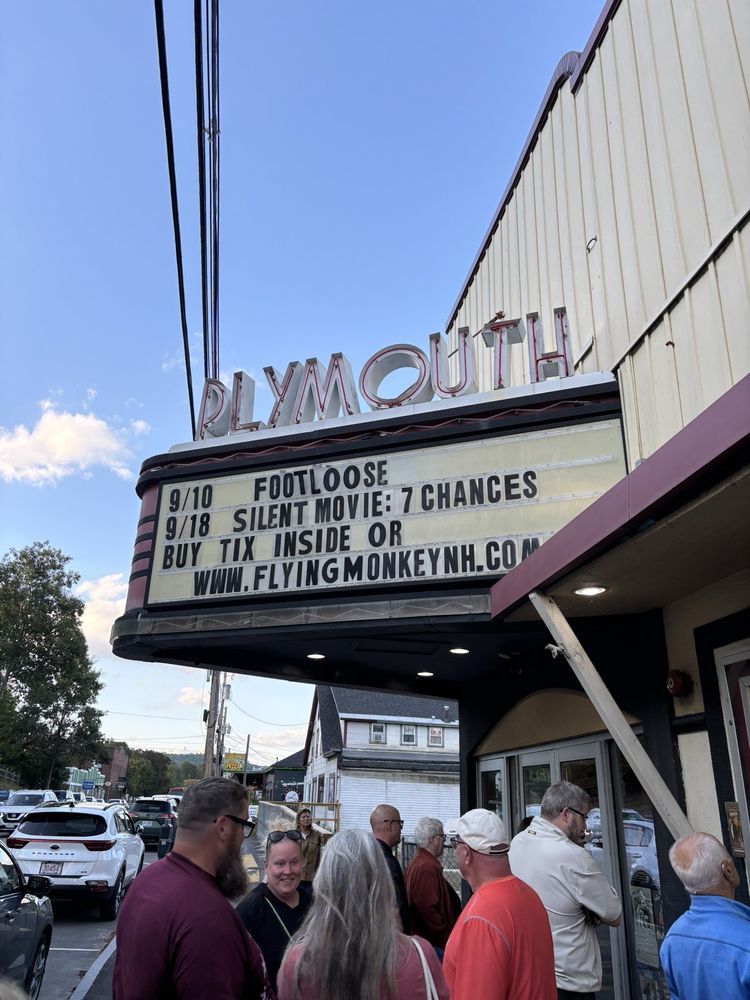 PLYMOUTH
9/10 FOOTLOOSE
9/18 SILENT MOVIE: 7 CHANCES
BUY TIX INSIDE OR
WWW.FLYINGMONKEYNH.COM